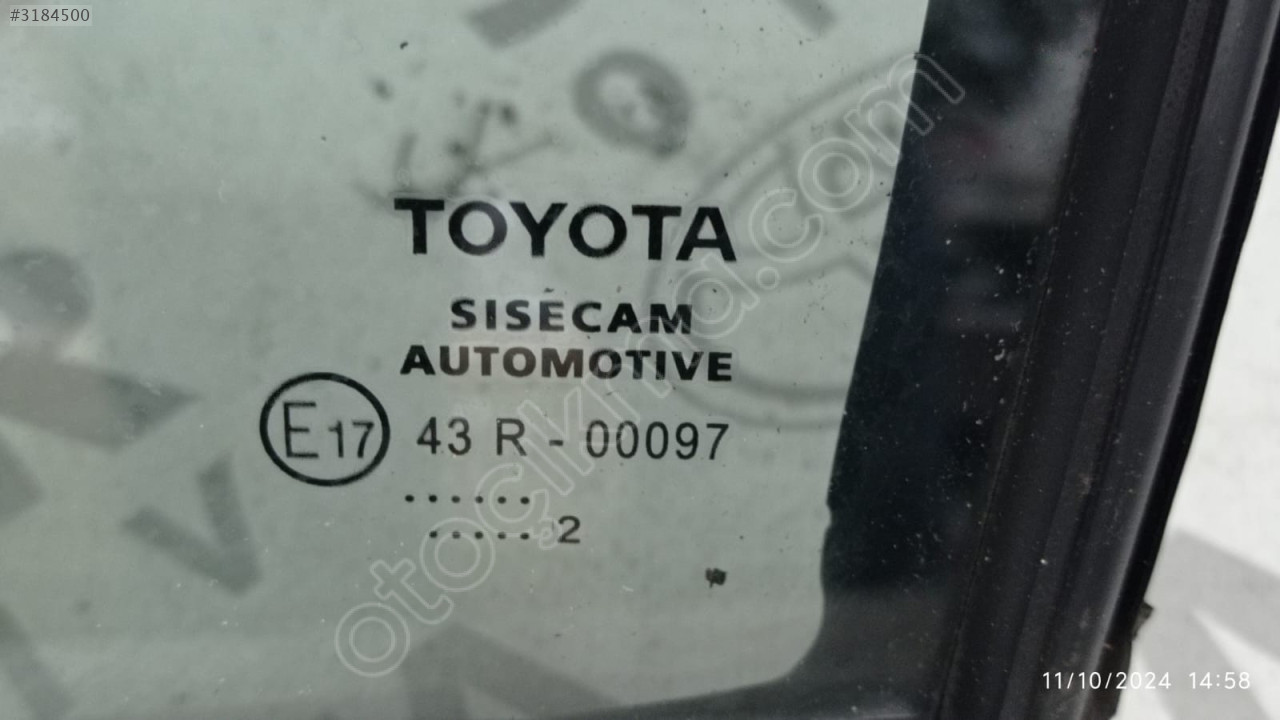 #3184500
TOYOTA
SISECAM
AUTOMOTIVE
E17 43 R - 00097
......
.....2
otoçıkma.com
11/10/2024 14:58